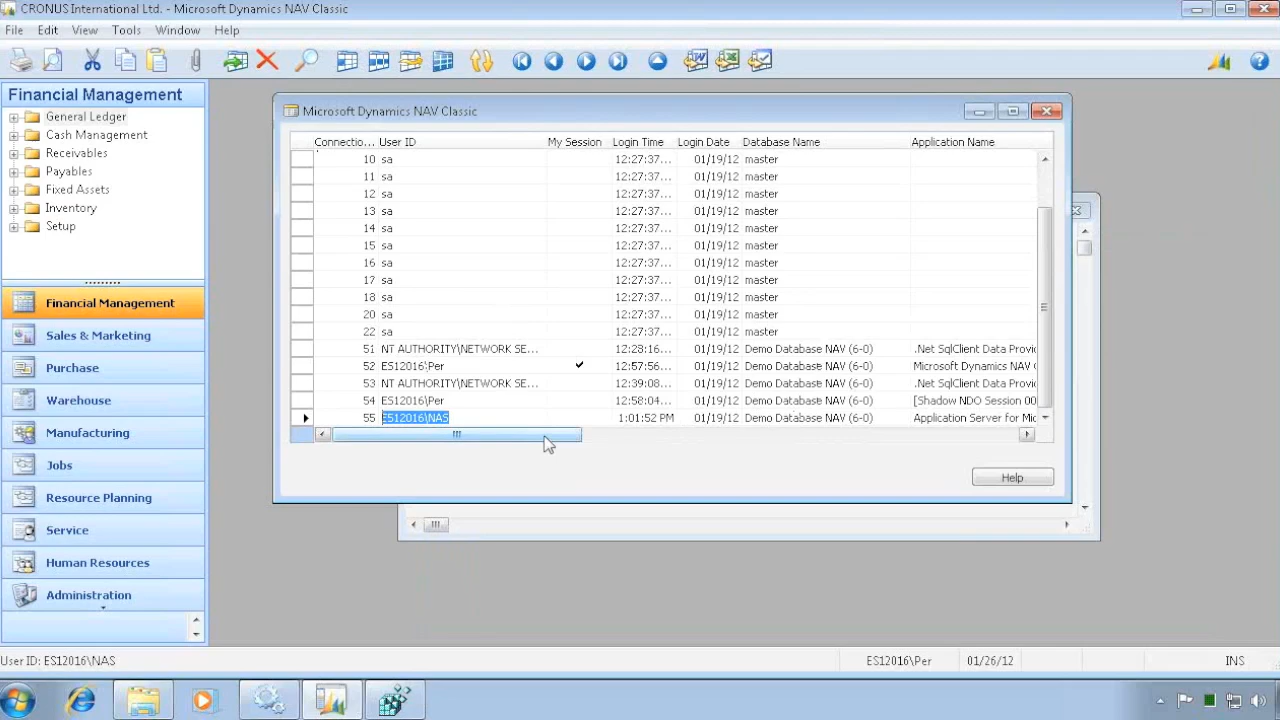 CRONUS International Ltd. - Microsoft Dynamics NAV Classic
File Edit View Tools Window Help
Financial Management
General Ledger
Cash Management
Receivables
Payables
Fixed Assets
Inventory
Setup
Financial Management
Sales & Marketing
Purchase
Warehouse
Manufacturing
Jobs
Resource Planning
Service
Human Resources
Administration
Microsoft Dynamics NAV Classic
Connectio... User ID My Session Login Time Login Date Database Name Application Name
10 sa 12:27:37... 01/19/12 master
11 sa 12:27:37... 01/19/12 master
12 sa 12:27:37... 01/19/12 master
13 sa 12:27:37... 01/19/12 master
14 sa 12:27:37... 01/19/12 master
15 sa 12:27:37... 01/19/12 master
16 sa 12:27:37... 01/19/12 master
17 sa 12:27:37... 01/19/12 master
18 sa 12:27:37... 01/19/12 master
20 sa 12:27:37... 01/19/12 master
22 sa 12:27:37... 01/19/12 master
51 NT AUTHORITY\NETWORK SE... 12:28:16... 01/19/12 Demo Database NAV (6-0) .Net SqlClient Data Provi
52 ES12016\Per ✔ 12:57:56... 01/19/12 Demo Database NAV (6-0) Microsoft Dynamics NAV
53 NT AUTHORITY\NETWORK SE... 12:39:08... 01/19/12 Demo Database NAV (6-0) .Net SqlClient Data Provi
54 ES12016\Per 12:58:04... 01/19/12 Demo Database NAV (6-0) [Shadow NDO Session 00
55 ES12016\NAS 1:01:52 PM 01/19/12 Demo Database NAV (6-0) Application Server for Mic
Help
User ID: ES12016\NAS ES12016\Per 01/26/12 INS